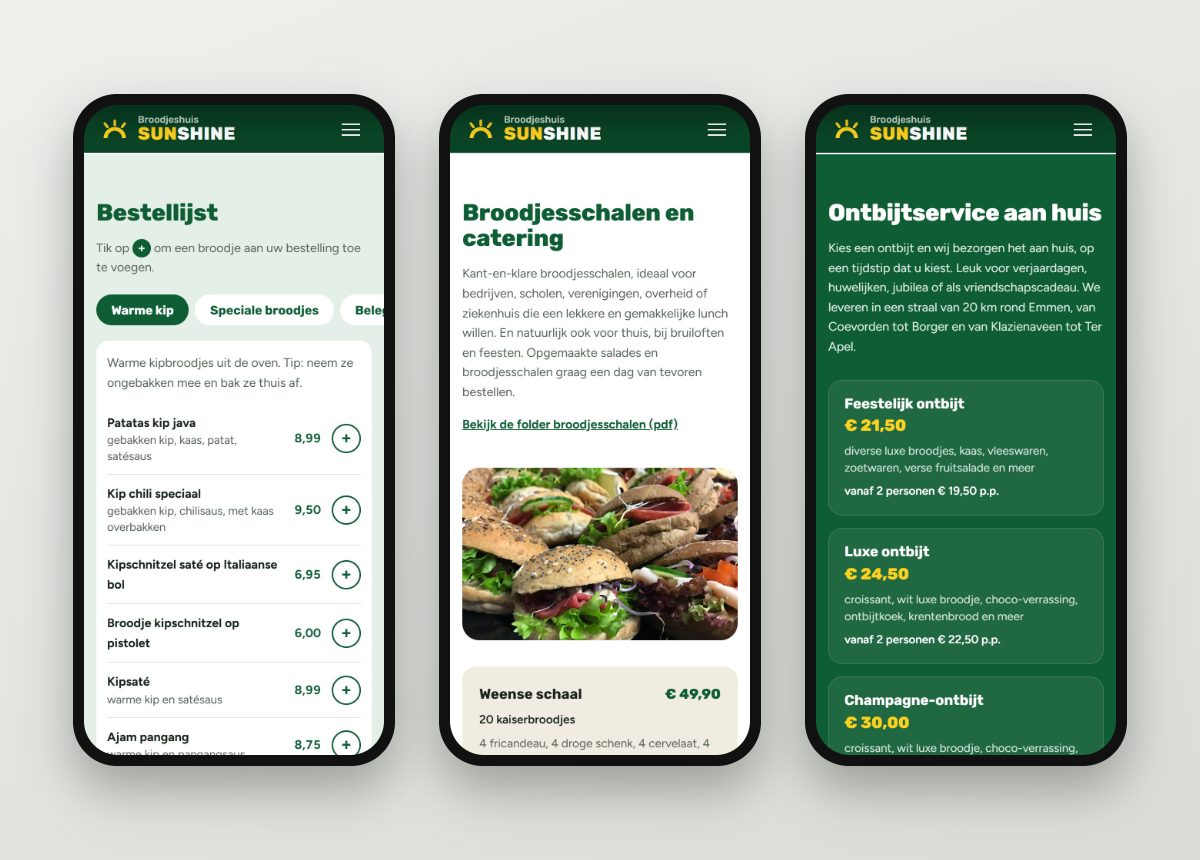 Broodjeshuis
SUNSHINE
Bestellijst
Tik op + om een broodje aan uw bestelling toe
te voegen.
Warme kip
Speciale broodjes
Warme kipbroodjes uit de oven. Tip: neem ze
ongebakken mee en bak ze thuis af.
Patatas kip java
gebakken kip, kaas, patat,
satésaus
8,99 +
Kip chili speciaal
gebakken kip, chilisaus, met kaas
overbakken
9,50 +
Kipschnitzel saté op Italiaanse
bol
6,95 +
Broodje kipschnitzel op
pistolet
6,00 +
Kipsaté
warme kip en satésaus
8,99 +
Ajam pangang
warme kip en pangangsaus
8,75 +
Broodjeshuis
SUNSHINE
Broodjesschalen en
catering
Kant-en-klare broodjesschalen, ideaal voor
bedrijven, scholen, verenigingen, overheid of
ziekenhuis die een lekkere en gemakkelijke lunch
willen. En natuurlijk ook voor thuis, bij bruiloften
en feesten. Opgemaakte salades en
broodjesschalen graag een dag van tevoren
bestellen.
Bekijk de folder broodjesschalen (pdf)
Weense schaal € 49,90
20 kaiserbroodjes
4 fricandeau, 4 droge schenk, 4 cervelaat, 4
Broodjeshuis
SUNSHINE
Ontbijtservice aan huis
Kies een ontbijt en wij bezorgen het aan huis, op
een tijdstip dat u kiest. Leuk voor verjaardagen,
huwelijken, jubilea of als vriendschapscadeau. We
leveren in een straal van 20 km rond Emmen, van
Coevorden tot Borger en van Klazienaveen tot Ter
Apel.
Feestelijk ontbijt
€ 21,50
diverse luxe broodjes, kaas, vleeswaren,
zoetwaren, verse fruitsalade en meer
vanaf 2 personen € 19,50 p.p.
Luxe ontbijt
€ 24,50
croissant, wit luxe broodje, choco-verrassing,
ontbijtkoek, krentenbrood en meer
vanaf 2 personen € 22,50 p.p.
Champagne-ontbijt
€ 30,00
croissant, wit luxe broodje, choco-verrassing,